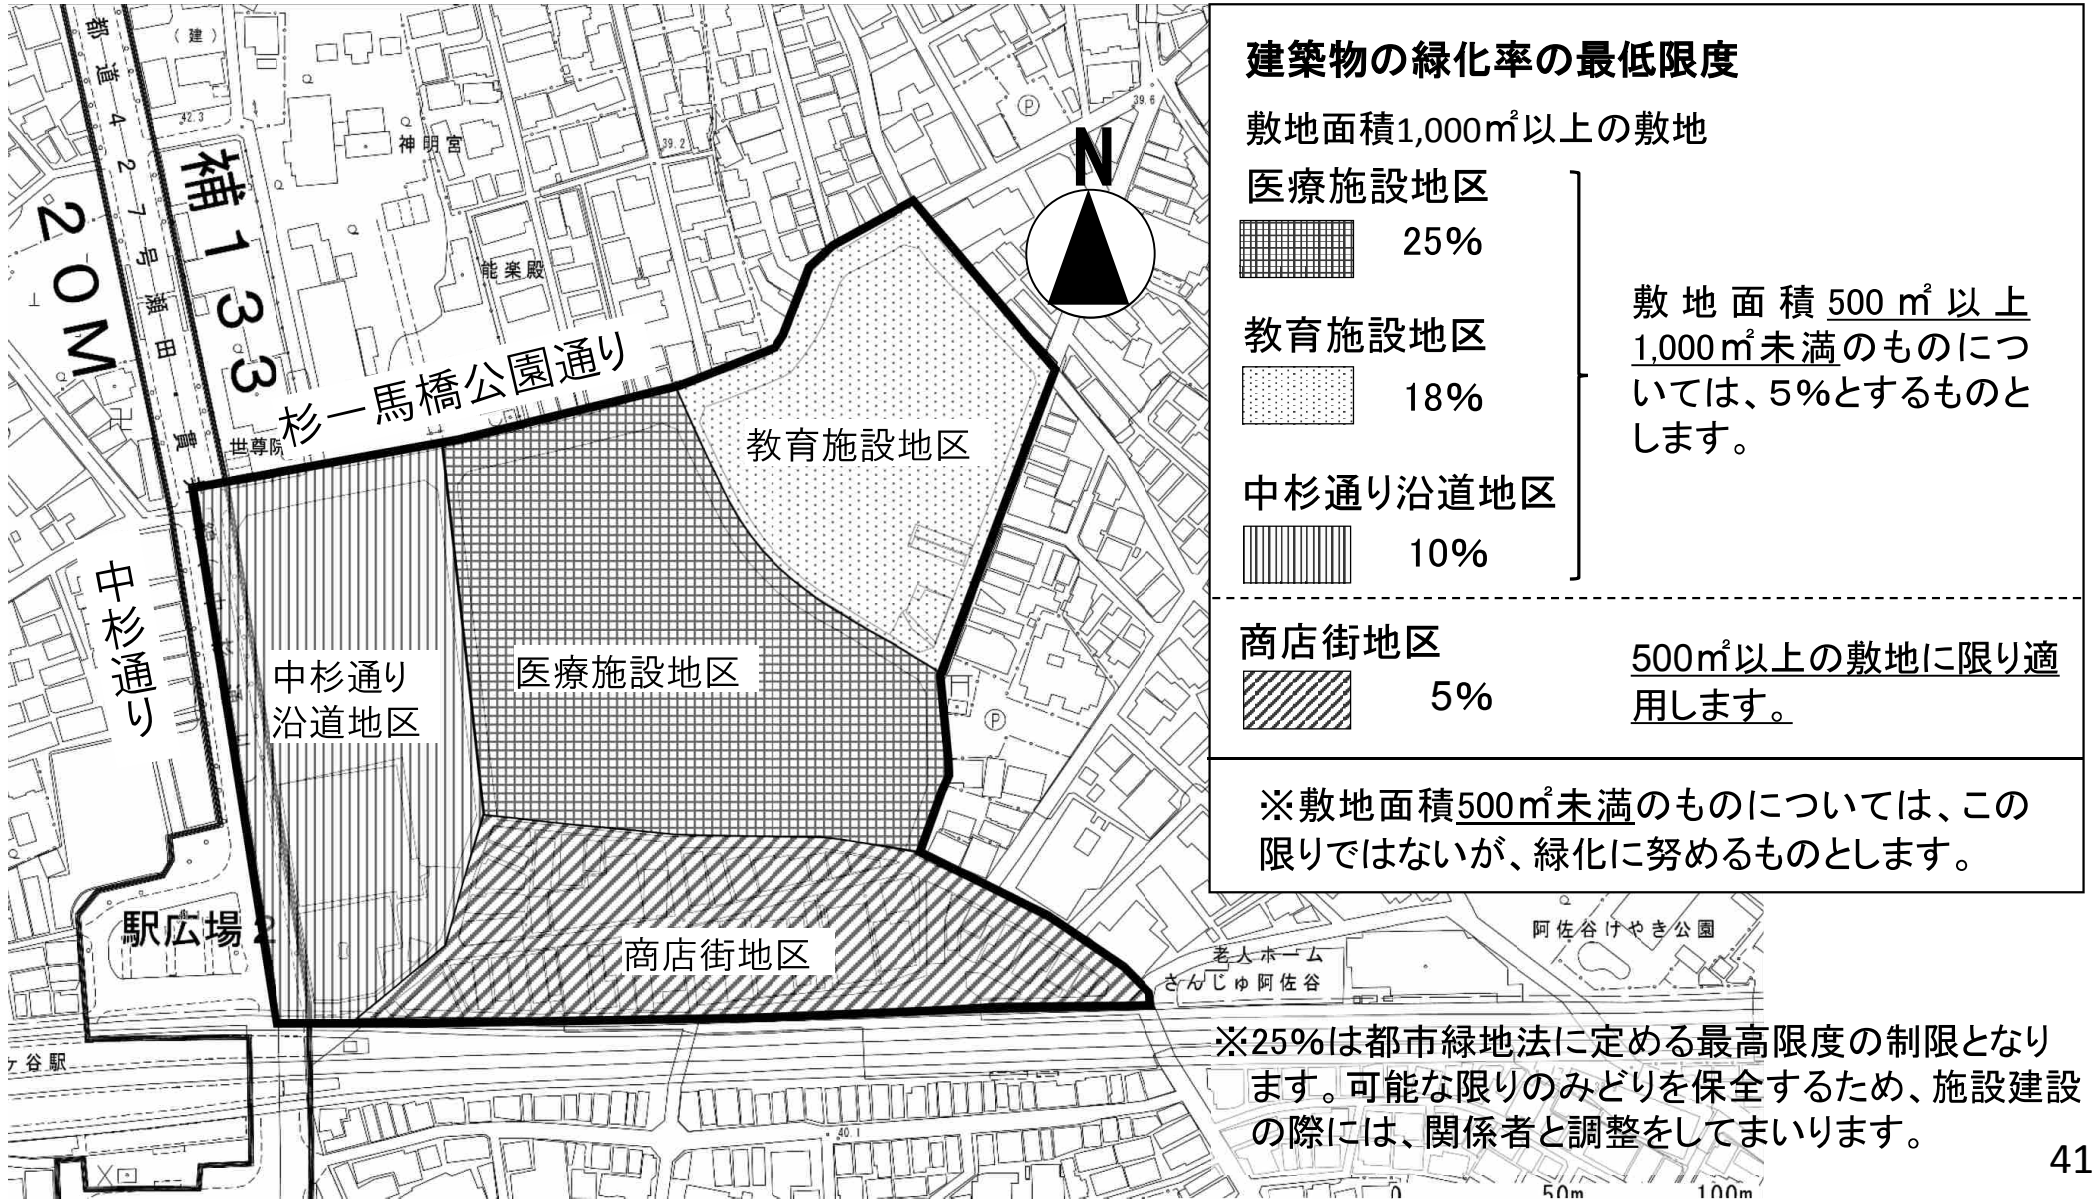 建築物の緑化率の最低限度
敷地面積1,000㎡以上の敷地
医療施設地区
25%
教育施設地区
18%
中杉通り沿道地区
10%
敷地面積500㎡以上
1,000㎡未満のものにつ
いては、5%とするものと
します。
商店街地区
5%
500㎡以上の敷地に限り適
用します。
※敷地面積500㎡未満のものについては、この
限りではないが、緑化に努めるものとします。
※25%は都市緑地法に定める最高限度の制限となり
ます。可能な限りのみどりを保全するため、施設建設
の際には、関係者と調整をしてまいります。
41
N
都道427号瀬田・貫
(建)
42.3
補133
20M
神明宮
39.2
39.6
P
能楽殿
杉一馬橋公園通り
世尊院
教育施設地区
中杉通り
中杉通り
沿道地区
医療施設地区
P
駅広場2
商店街地区
老人ホーム
さんじゅ阿佐谷
阿佐谷けやき公園
ヶ谷駅
40.1
0
50m
100m